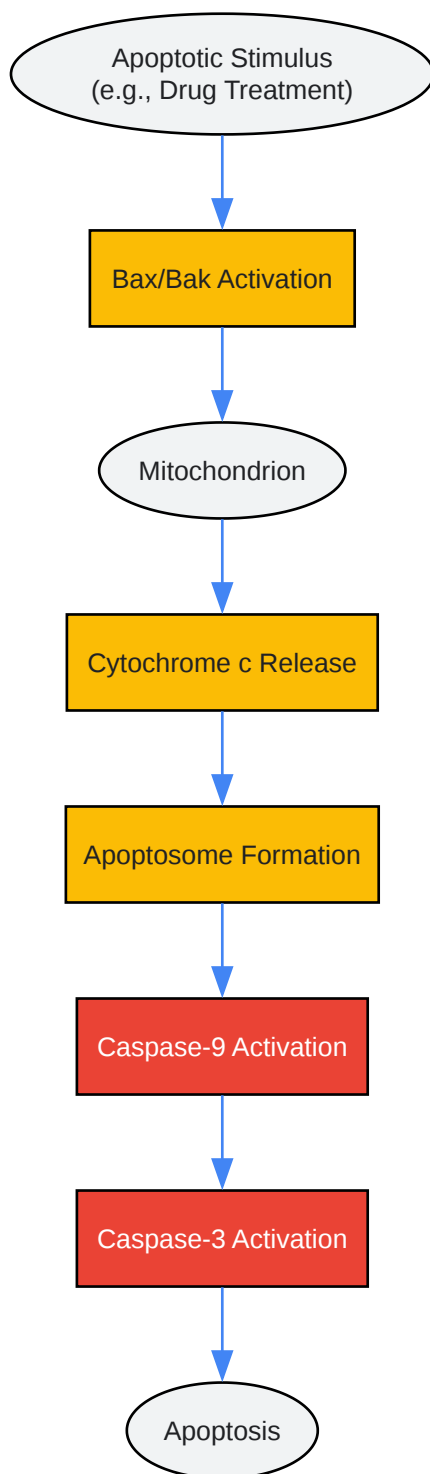 Apoptotic Stimulus
(e.g., Drug Treatment)
Bax/Bak Activation
Mitochondrion
Cytochrome c Release
Apoptosome Formation
Caspase-9 Activation
Caspase-3 Activation
Apoptosis